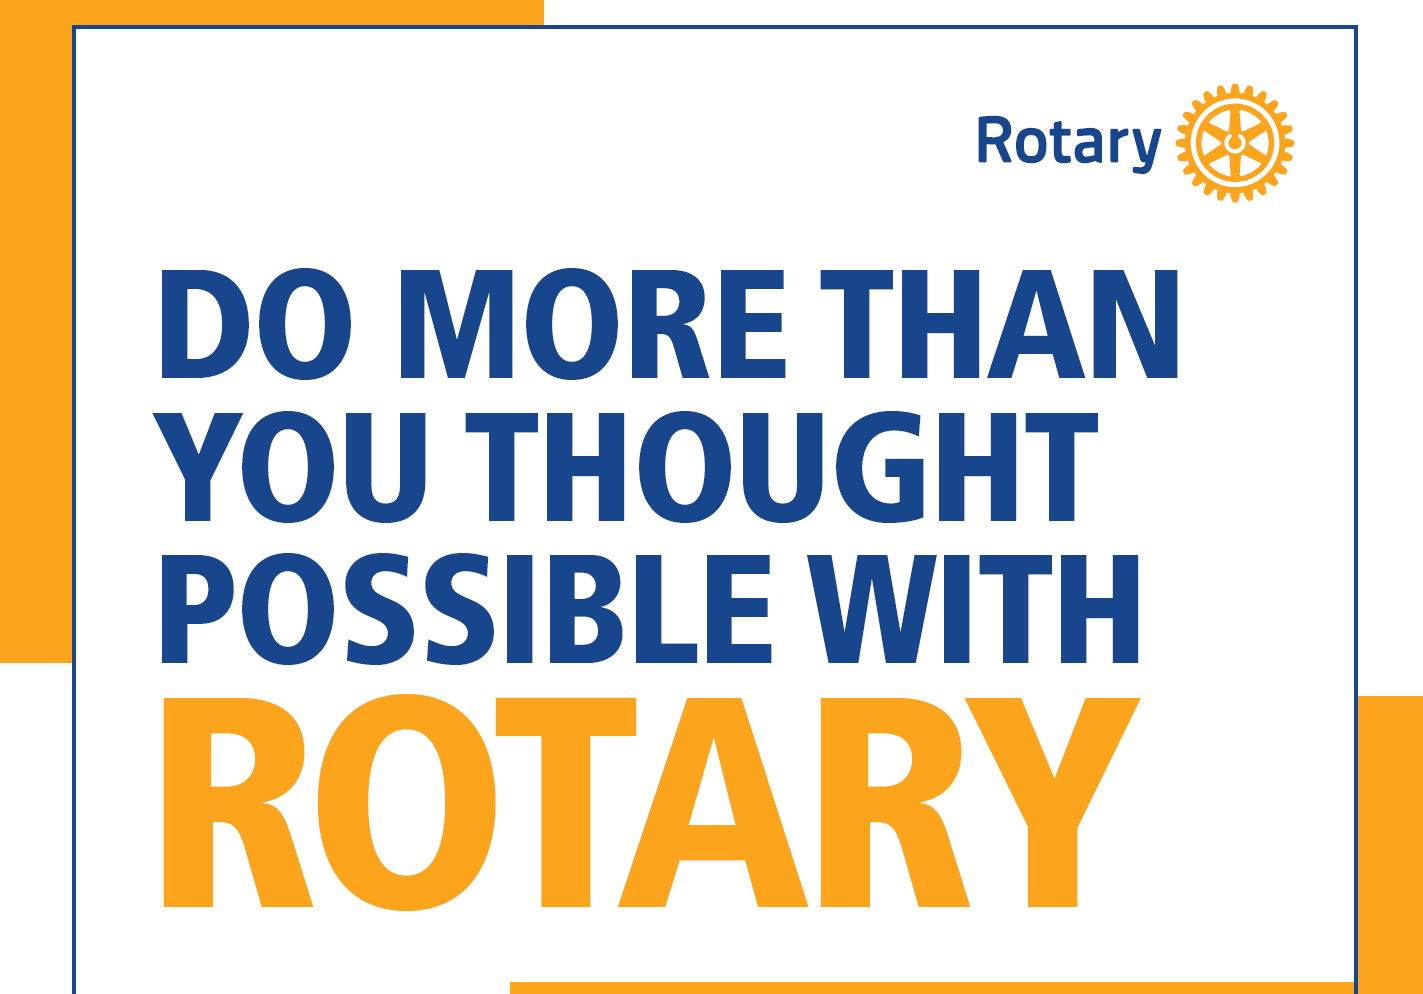 Rotary
DO MORE THAN
YOU THOUGHT
POSSIBLE WITH
ROTARY